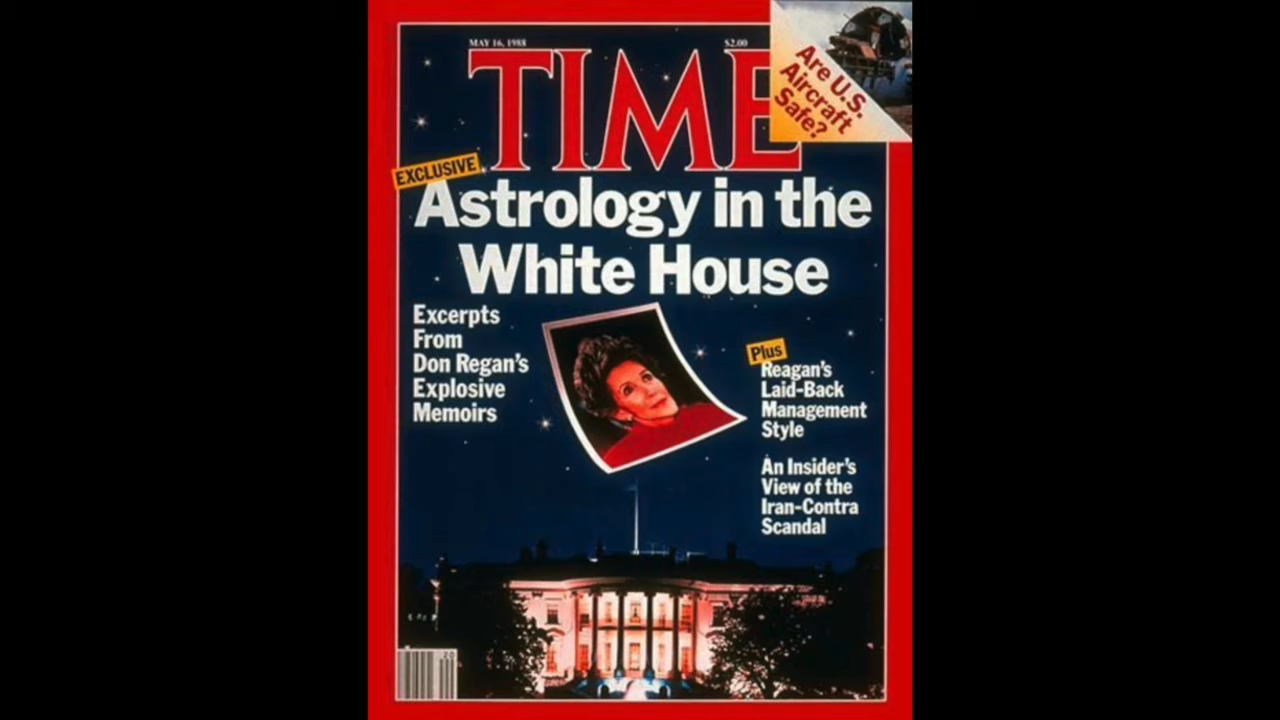 MAY 16, 1988
$2.00
TIME
Are U.S.
Aircraft
Safe?
EXCLUSIVE
Astrology in the
White House
Excerpts
From
Don Regan's
Explosive
Memoirs
Plus
Reagan's
Laid-Back
Management
Style
An Insider's
View of the
Iran-Contra
Scandal
20